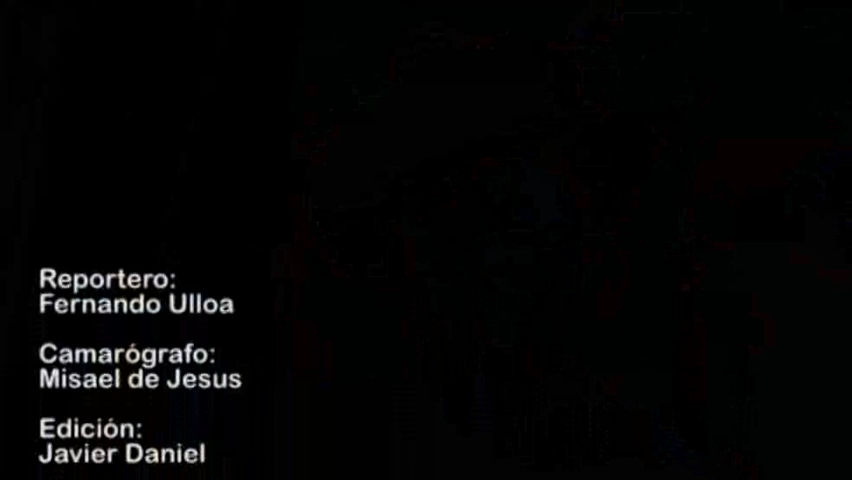 Reportero:
Fernando Ulloa
Camarógrafo:
Misael de Jesus
Edición:
Javier Daniel